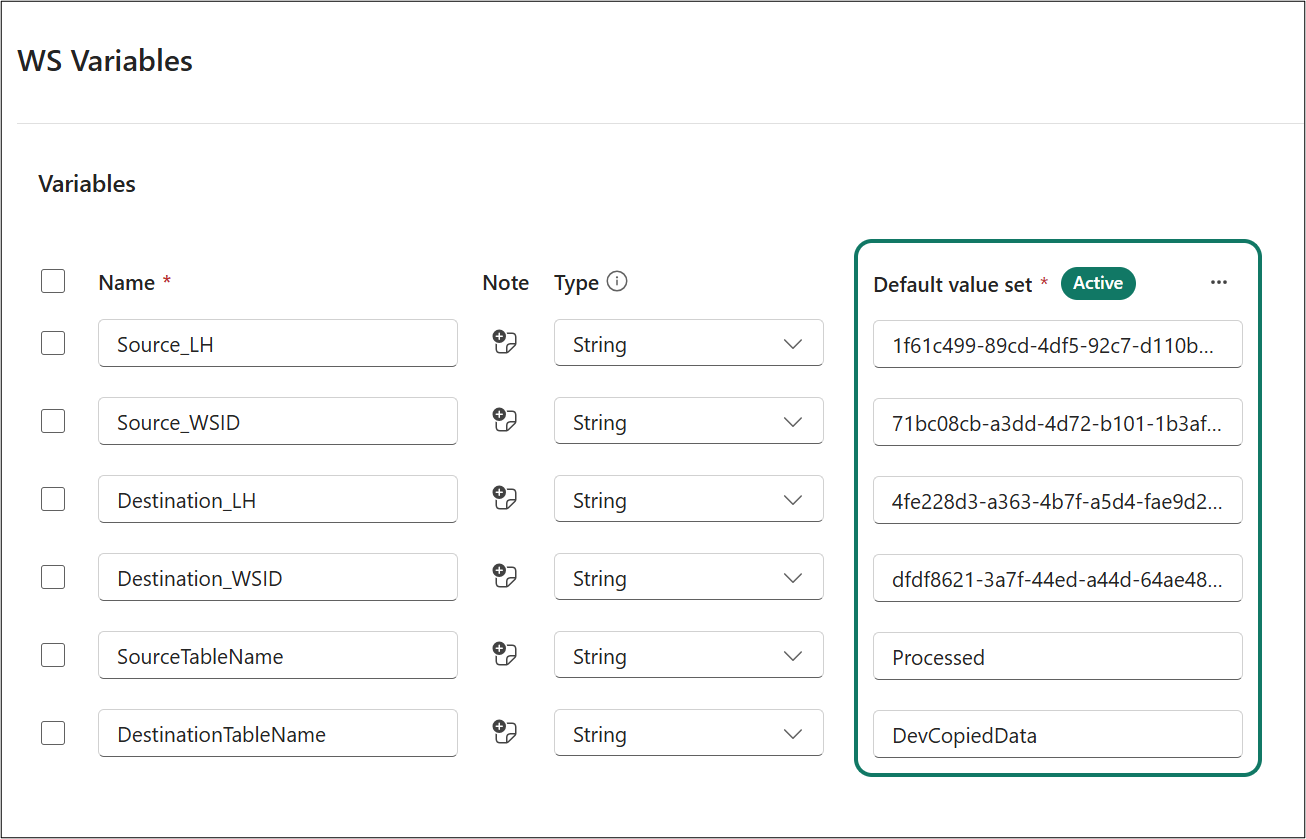 WS Variables
Variables
Name * Note Type Default value set * Active
Source_LH String 1f61c499-89cd-4df5-92c7-d110b...
Source_WSID String 71bc08cb-a3dd-4d72-b101-1b3af...
Destination_LH String 4fe228d3-a363-4b7f-a5d4-fae9d2...
Destination_WSID String dfdf8621-3a7f-44ed-a44d-64ae48...
SourceTableName String Processed
DestinationTableName String DevCopiedData